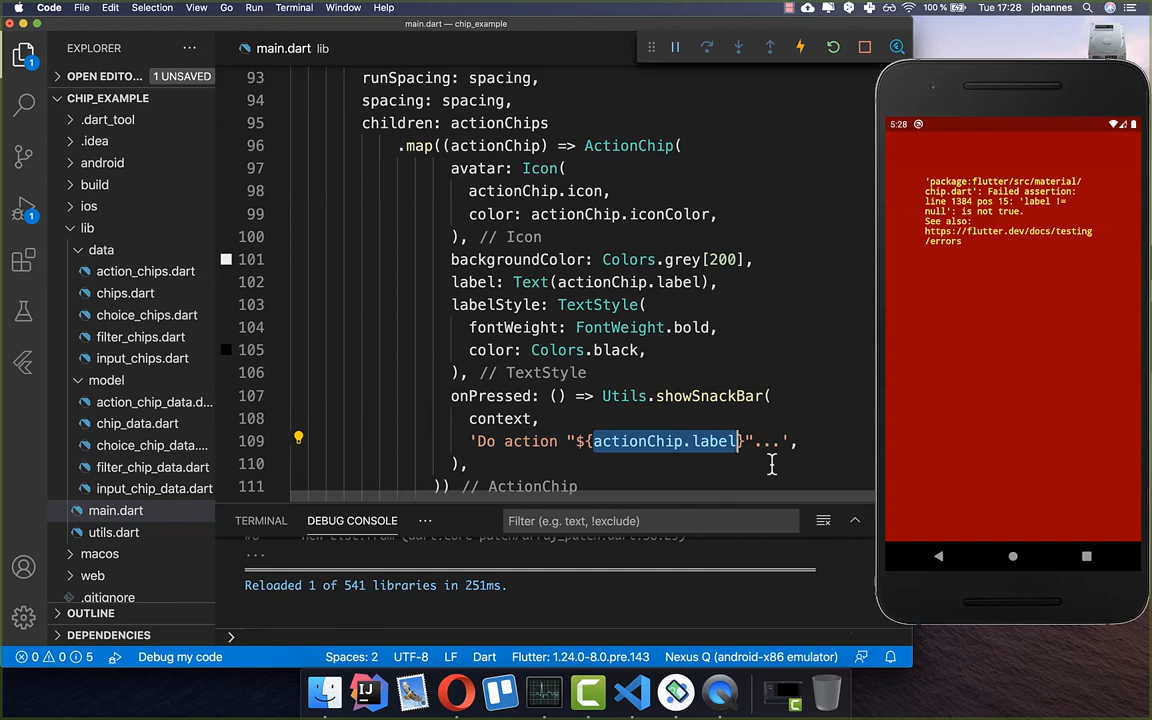 Code File Edit Selection View Go Run Terminal Window Help
100 % Tue 17:28 johannes
main.dart — chip_example
EXPLORER
main.dart lib
OPEN EDITO... 1 UNSAVED
CHIP_EXAMPLE
.dart_tool
.idea
android
build
ios
lib
data
action_chips.dart
chips.dart
choice_chips.dart
filter_chips.dart
input_chips.dart
model
action_chip_data.d...
chip_data.dart
choice_chip_data....
filter_chip_data.dart
input_chip_data.dart
main.dart
utils.dart
macos
web
.gitignore
OUTLINE
DEPENDENCIES
1
1
93 runSpacing: spacing,
94 spacing: spacing,
95 children: actionChips
96 .map((actionChip) => ActionChip(
97 avatar: Icon(
98 actionChip.icon,
99 color: actionChip.iconColor,
100 ), // Icon
101 backgroundColor: Colors.grey[200],
102 label: Text(actionChip.label),
103 labelStyle: TextStyle(
104 fontWeight: FontWeight.bold,
105 color: Colors.black,
106 ), // TextStyle
107 onPressed: () => Utils.showSnackBar(
108 context,
109 'Do action "${actionChip.label}"...',
110 ),
111 )) // ActionChip
TERMINAL DEBUG CONSOLE ... Filter (e.g. text, !exclude)
...
Reloaded 1 of 541 libraries in 251ms.
0 0 5 Debug my code Spaces: 2 UTF-8 LF Dart Flutter: 1.24.0-8.0.pre.143 Nexus Q (android-x86 emulator)
5:28
'package:flutter/src/material/
chip.dart': Failed assertion:
line 1384 pos 15: 'label !=
null': is not true.
See also:
https://flutter.dev/docs/testing
/errors